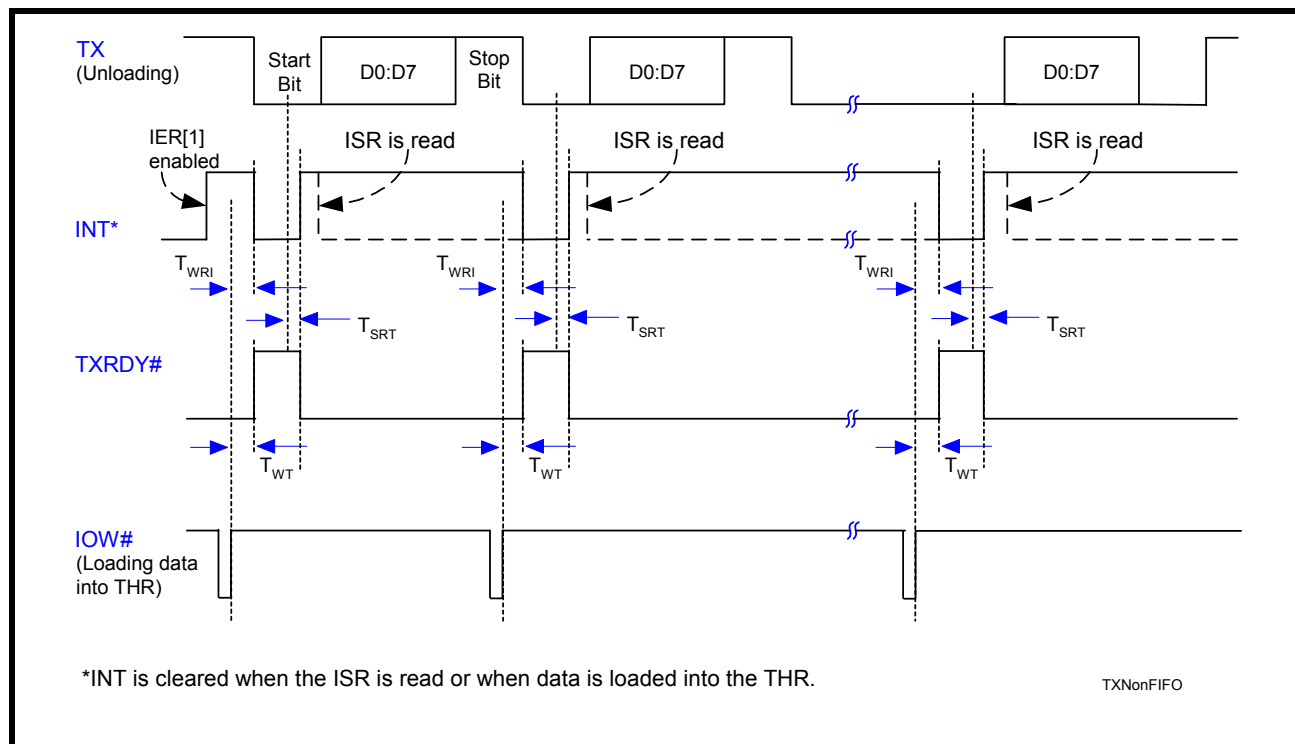 TX
(Unloading)
Start
Bit
D0:D7
Stop
Bit
D0:D7
D0:D7
IER[1]
enabled
ISR is read
ISR is read
ISR is read
INT*
TWRI
TWRI
TWRI
TSRT
TSRT
TSRT
TXRDY#
TWT
TWT
TWT
IOW#
(Loading data
into THR)
*INT is cleared when the ISR is read or when data is loaded into the THR.
TXNonFIFO